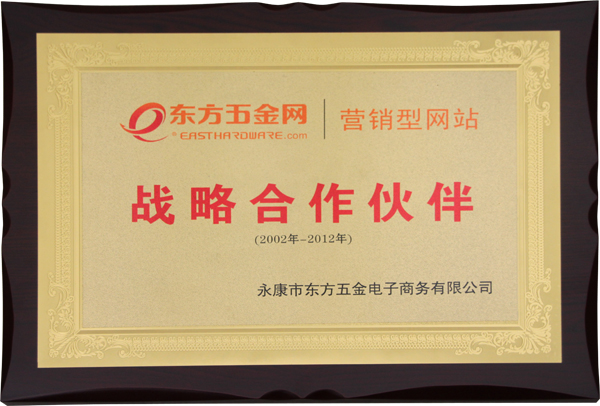 东方五金网 | 营销型网站
®EASTHARDWARE.com
战略合作伙伴
(2002年-2012年)
永康市东方五金电子商务有限公司